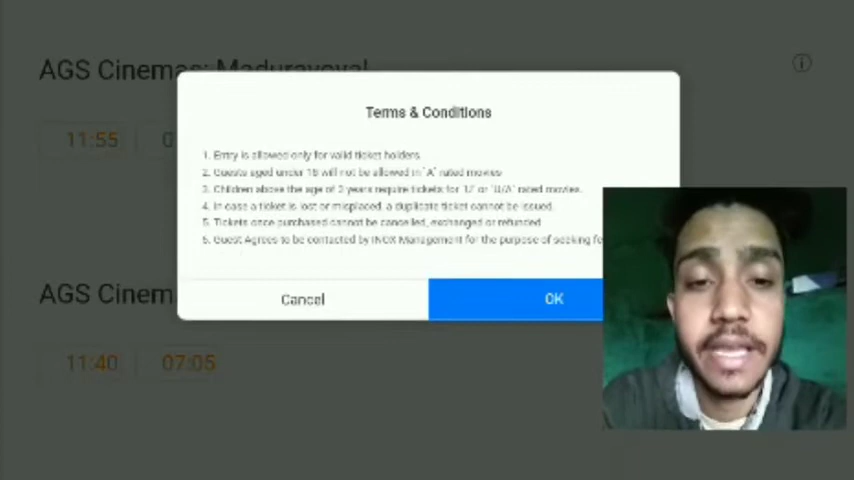 AGS Cinemas: Maduravoyal
11:55
Terms & Conditions
1. Entry is allowed only for valid ticket holders.
2. Guests aged under 18 will not be allowed in 'A' rated movies
3. Children above the age of 3 years require tickets for 'U' or 'U/A' rated movies.
4. In case a ticket is lost or misplaced, a duplicate ticket cannot be issued.
5. Tickets once purchased cannot be cancelled, exchanged or refunded
6. Guest Agrees to be contacted by INOX Management for the purpose of seeking
Cancel
OK
AGS Cinem
11:40 07:05